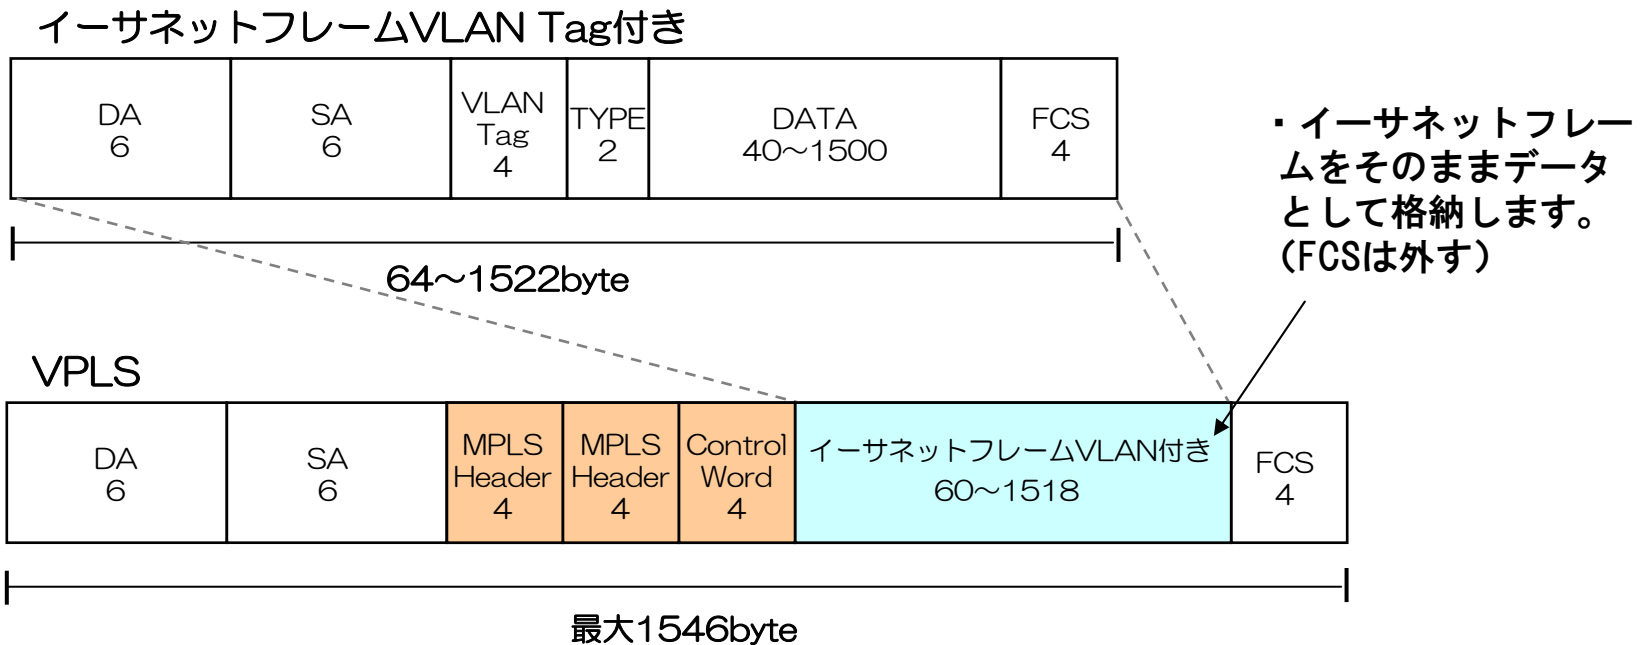 イーサネットフレームVLAN Tag付き
DA
6
SA
6
VLAN
Tag
4
TYPE
2
DATA
40～1500
FCS
4
・イーサネットフレー
ムをそのままデータ
として格納します。
(FCSは外す)
64～1522byte
VPLS
DA
6
SA
6
MPLS
Header
4
MPLS
Header
4
Control
Word
4
イーサネットフレームVLAN付き
60～1518
FCS
4
最大1546byte